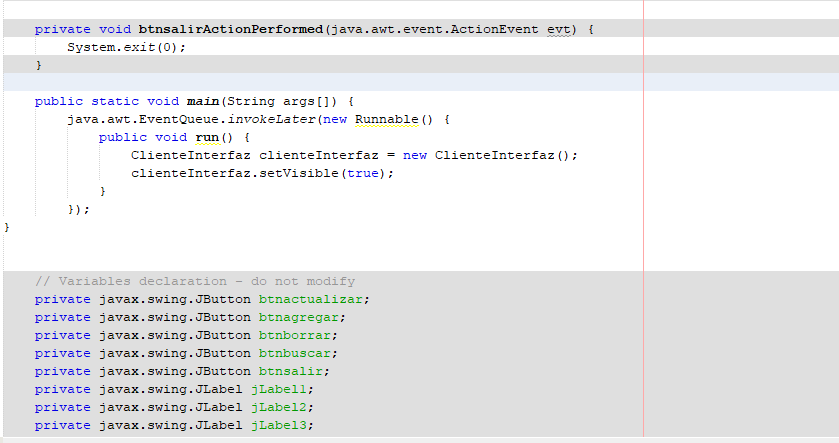 private void btnsalirActionPerformed(java.awt.event.ActionEvent evt) {
System.exit(0);
}
public static void main(String args[]) {
java.awt.EventQueue.invokeLater(new Runnable() {
public void run() {
ClienteInterfaz clienteInterfaz = new ClienteInterfaz();
clienteInterfaz.setVisible(true);
}
});
}
// Variables declaration - do not modify
private javax.swing.JButton btnactualizar;
private javax.swing.JButton btnagregar;
private javax.swing.JButton btnborrar;
private javax.swing.JButton btnbuscar;
private javax.swing.JButton btnsalir;
private javax.swing.JLabel jLabel1;
private javax.swing.JLabel jLabel2;
private javax.swing.JLabel jLabel3;